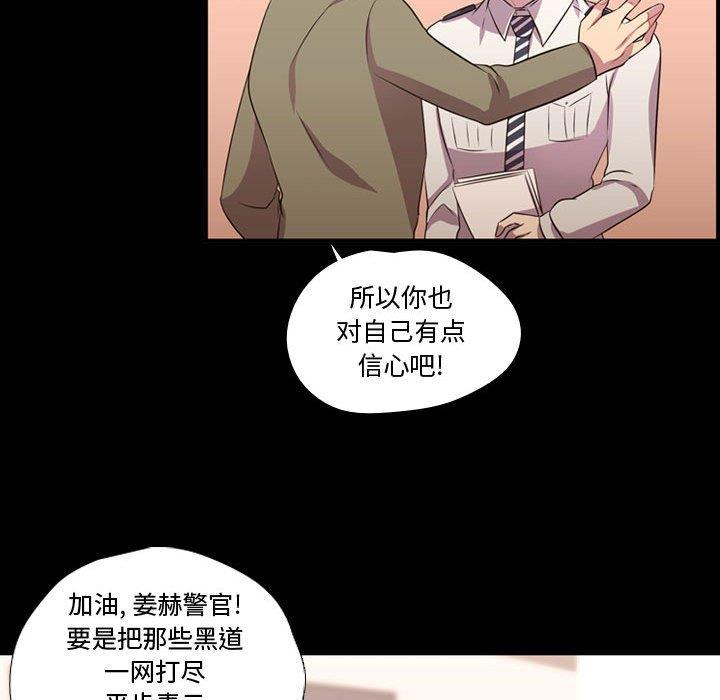 所以你也
对自己有点
信心吧!
加油, 姜赫警官!
要是把那些黑道
一网打尽